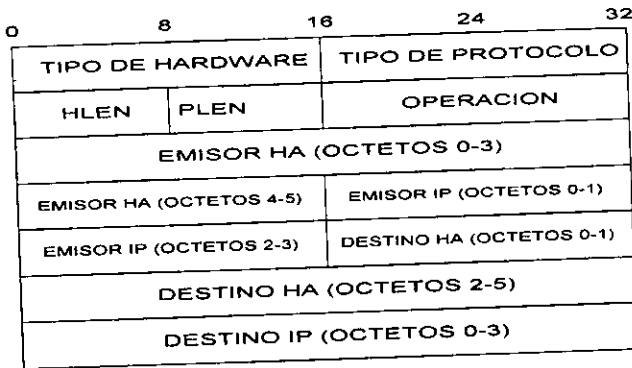 0 8 16 24 32
TIPO DE HARDWARE TIPO DE PROTOCOLO
HLEN PLEN OPERACION
EMISOR HA (OCTETOS 0-3)
EMISOR HA (OCTETOS 4-5) EMISOR IP (OCTETOS 0-1)
EMISOR IP (OCTETOS 2-3) DESTINO HA (OCTETOS 0-1)
DESTINO HA (OCTETOS 2-5)
DESTINO IP (OCTETOS 0-3)